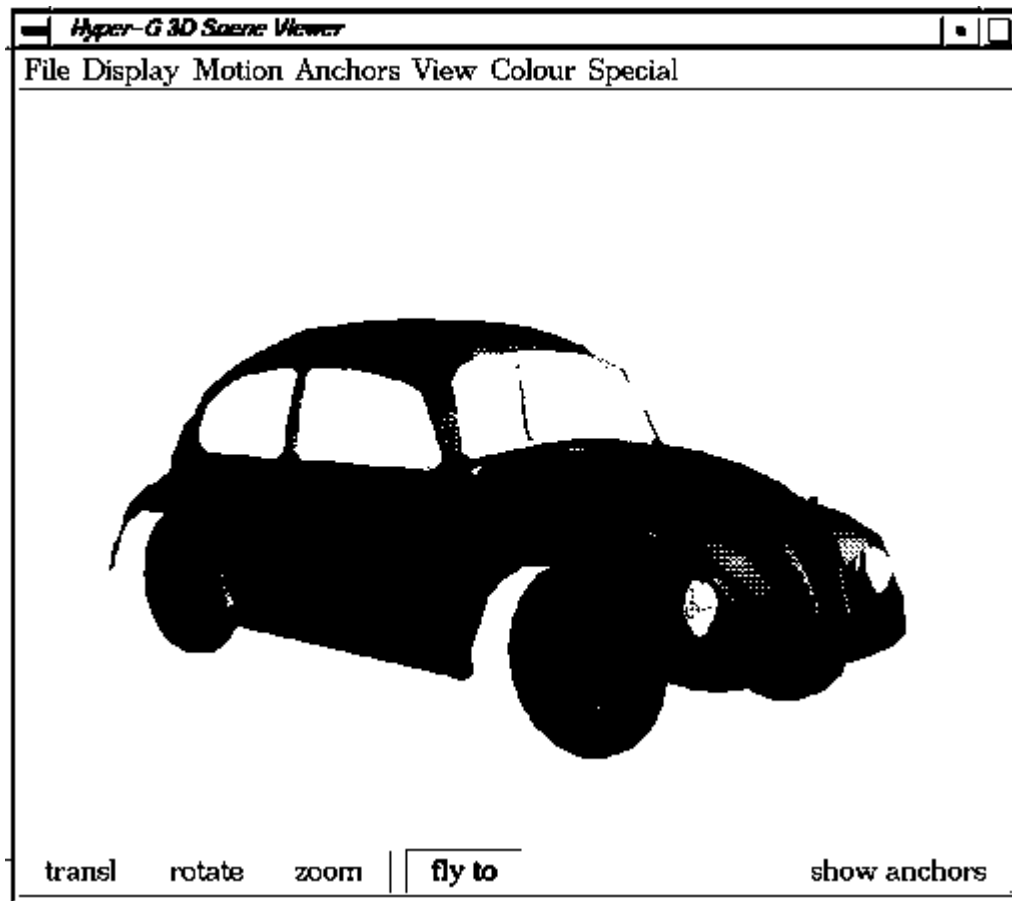 Hyper-G 3D Scene Viewer
File Display Motion Anchors View Colour Special
transl rotate zoom fly to show anchors